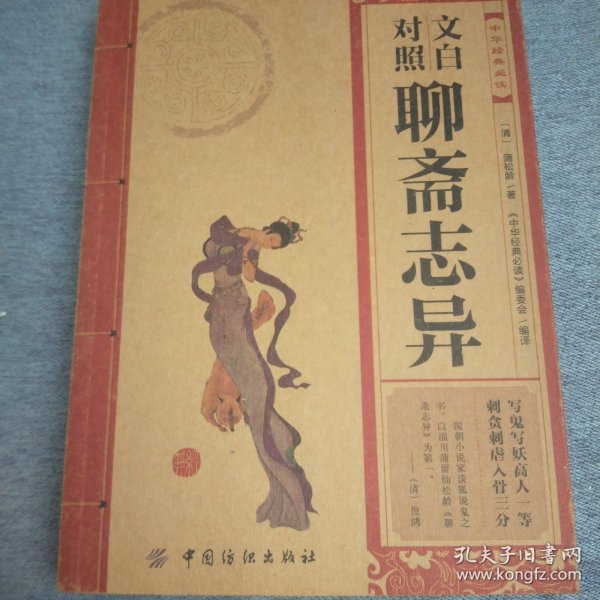 《中华经典必读》
文白
对照
聊斋志异
［清］ 蒲松龄/著
《中华经典必读》编委会/编译
写鬼写妖高人一等
刺贪刺虐入骨三分
国朝小说家谈狐说鬼之
书，以淄川蒲留仙松龄《聊
斋志异》为第一。
——（清）倪鸿
中国纺织出版社
孔夫子旧书网
www.kongfz.com